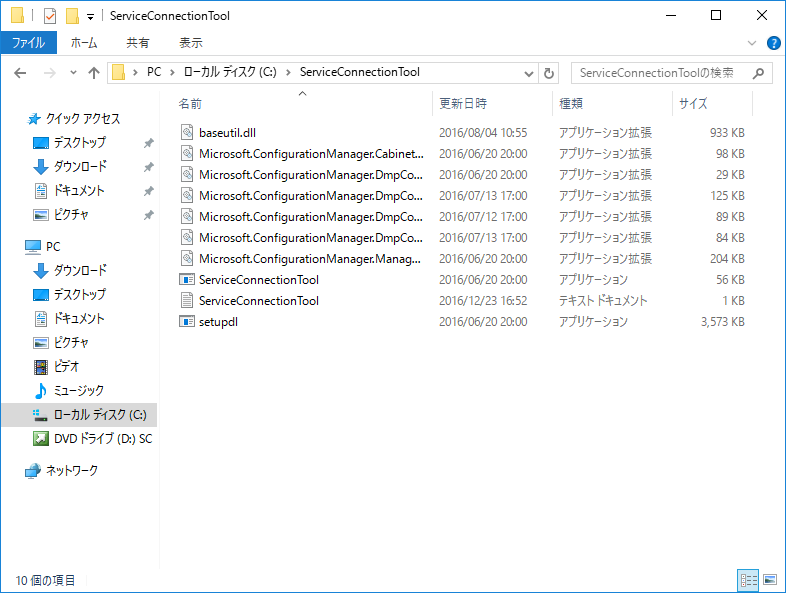 ServiceConnectionTool
ファイル ホーム 共有 表示
PC ローカル ディスク (C:) ServiceConnectionTool ServiceConnectionToolの検索
名前 更新日時 種類 サイズ
クイック アクセス
デスクトップ
ダウンロード
ドキュメント
ピクチャ
PC
ダウンロード
デスクトップ
ドキュメント
ピクチャ
ビデオ
ミュージック
ローカル ディスク (C:)
DVD ドライブ (D:) SC
ネットワーク
baseutil.dll 2016/08/04 10:55 アプリケーション拡張 933 KB
Microsoft.ConfigurationManager.Cabinet... 2016/06/20 20:00 アプリケーション拡張 98 KB
Microsoft.ConfigurationManager.DmpCo... 2016/06/20 20:00 アプリケーション拡張 29 KB
Microsoft.ConfigurationManager.DmpCo... 2016/07/13 17:00 アプリケーション拡張 125 KB
Microsoft.ConfigurationManager.DmpCo... 2016/07/12 17:00 アプリケーション拡張 89 KB
Microsoft.ConfigurationManager.DmpCo... 2016/07/13 17:00 アプリケーション拡張 84 KB
Microsoft.ConfigurationManager.Manag... 2016/06/20 20:00 アプリケーション拡張 204 KB
ServiceConnectionTool 2016/06/20 20:00 アプリケーション 56 KB
ServiceConnectionTool 2016/12/23 16:52 テキスト ドキュメント 1 KB
setupdl 2016/06/20 20:00 アプリケーション 3,573 KB
10 個の項目